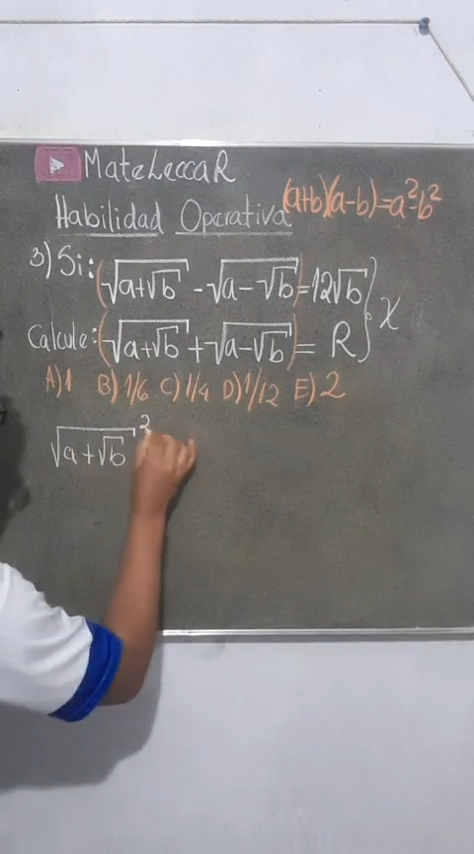 MateLeccaR
(a+b)(a-b)=a²-b²
Habilidad Operativa
3) Si: (√(a+√b) - √(a-√b)) = 12√b
Calcule: (√(a+√b) + √(a-√b)) = R
x
A) 1 B) 1/6 C) 1/4 D) 1/12 E) 2
√(a+√b)²